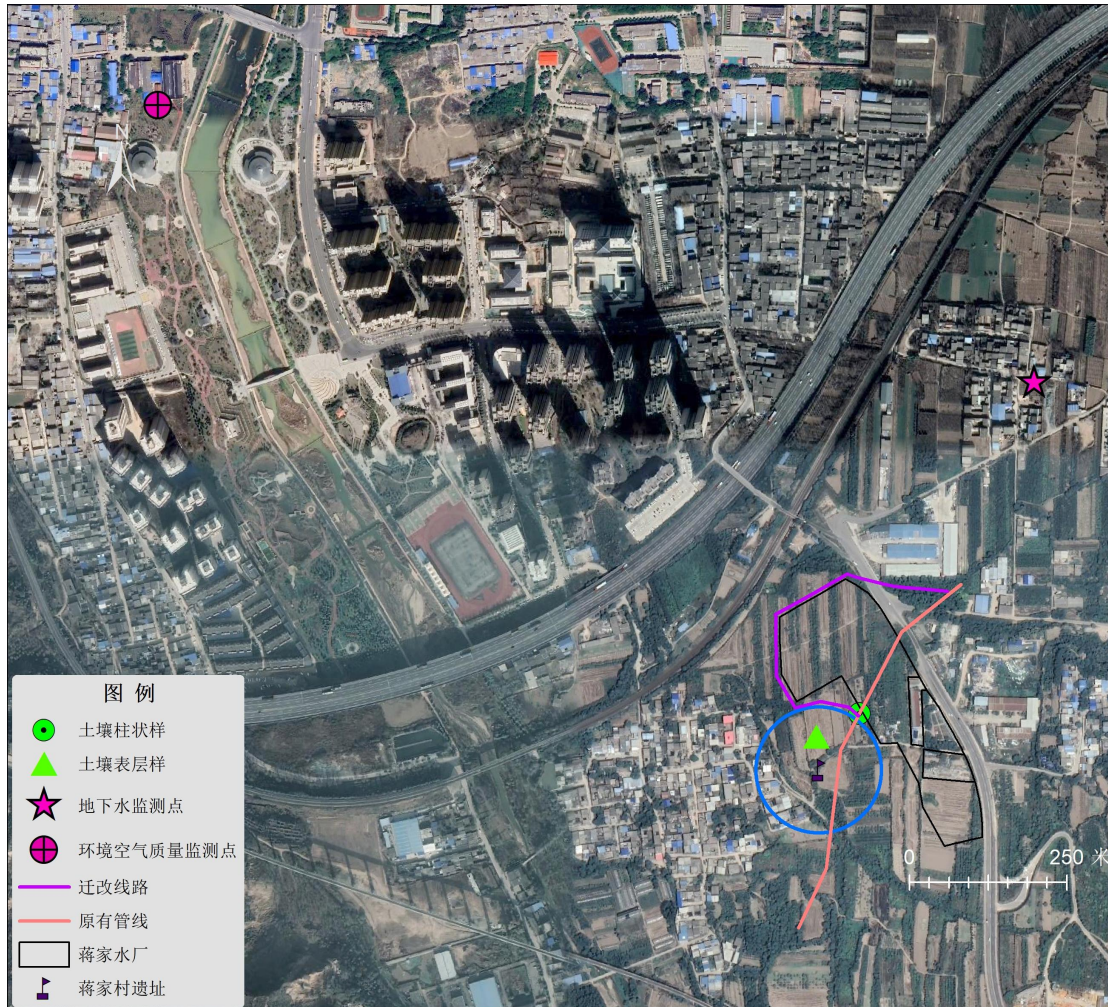 N
0 250 米
图 例
土壤柱状样
土壤表层样
地下水监测点
环境空气质量监测点
迁改线路
原有管线
蒋家水厂
蒋家村遗址